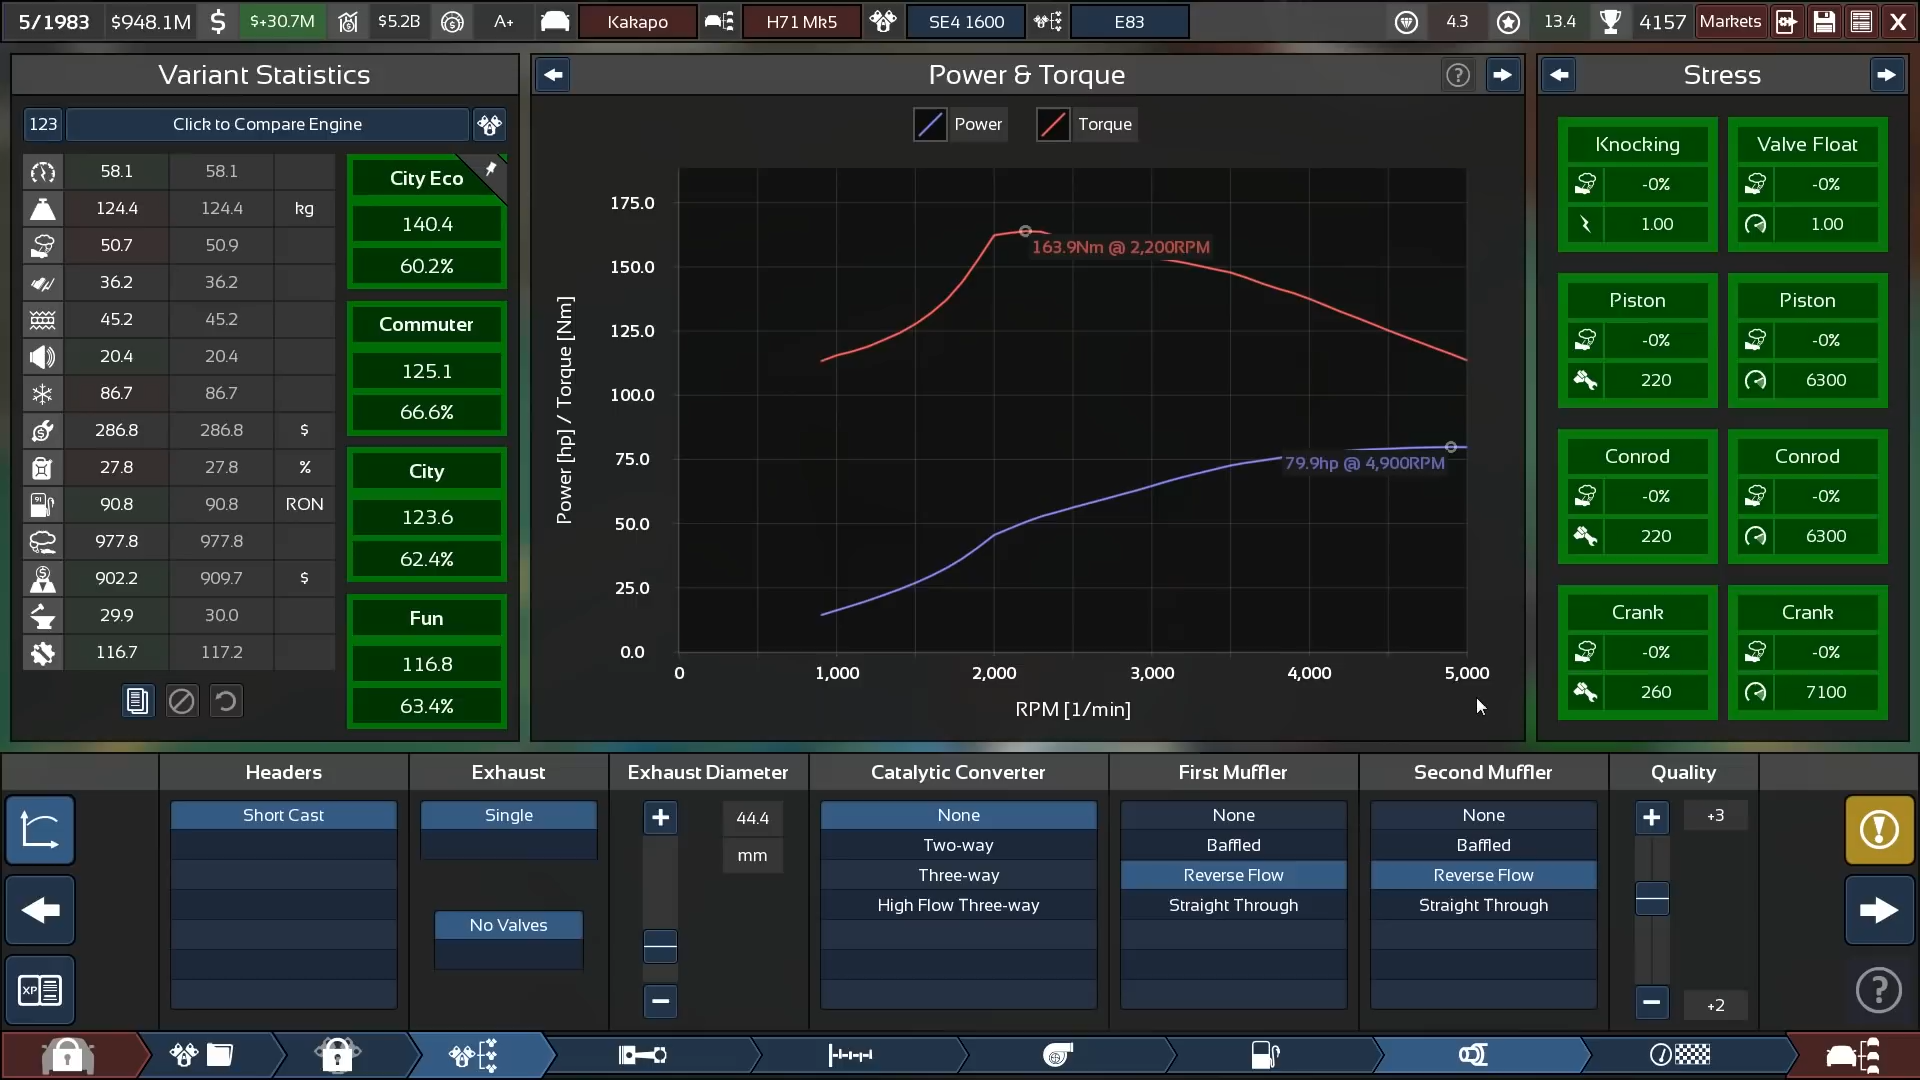 5/1983
$948.1M
$+30.7M
$5.2B
A+
Kakapo
H71 Mk5
SE4 1600
E83
4.3
13.4
4157
Markets
Variant Statistics
123
Click to Compare Engine
58.1 58.1
124.4 124.4 kg
50.7 50.9
36.2 36.2
45.2 45.2
20.4 20.4
86.7 86.7
286.8 286.8 $
27.8 27.8 %
90.8 90.8 RON
977.8 977.8
902.2 909.7 $
29.9 30.0
116.7 117.2
City Eco
140.4
60.2%
Commuter
125.1
66.6%
City
123.6
62.4%
Fun
116.8
63.4%
Power & Torque
?
Power
Torque
Power [hp] / Torque [Nm]
175.0
150.0
125.0
100.0
75.0
50.0
25.0
0.0
163.9Nm @ 2,200RPM
79.9hp @ 4,900RPM
0
1,000
2,000
3,000
4,000
5,000
RPM [1/min]
Stress
Knocking
-0%
1.00
Valve Float
-0%
1.00
Piston
-0%
220
Piston
-0%
6300
Conrod
-0%
220
Conrod
-0%
6300
Crank
-0%
260
Crank
-0%
7100
XP
Headers
Short Cast
Exhaust
Single
No Valves
Exhaust Diameter
+
44.4
mm
−
Catalytic Converter
None
Two-way
Three-way
High Flow Three-way
First Muffler
None
Baffled
Reverse Flow
Straight Through
Second Muffler
None
Baffled
Reverse Flow
Straight Through
Quality
+
+3
−
+2
!
?